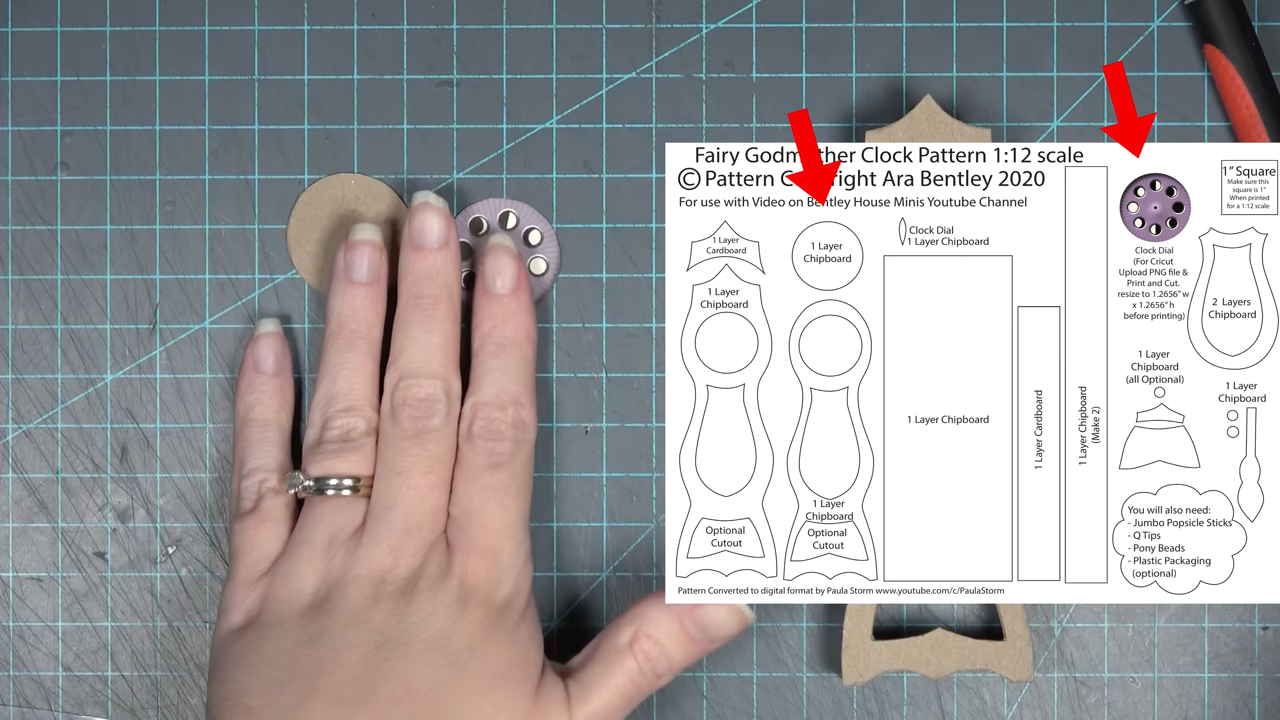 Fairy Godmother Clock Pattern 1:12 scale
© Pattern Copyright Ara Bentley 2020
For use with Video on Bentley House Minis Youtube Channel
1 Layer
Cardboard
1 Layer
Chipboard
Optional
Cutout
1 Layer
Chipboard
1 Layer
Chipboard
Optional
Cutout
Clock Dial
1 Layer Chipboard
1 Layer Chipboard
1 Layer Cardboard
1 Layer Chipboard
(Make 2)
Clock Dial
(For Cricut
Upload PNG file &
Print and Cut.
resize to 1.2656" w
x 1.2656" h
before printing)
1" Square
Make sure this
square is 1"
When printed
for a 1:12 scale
2 Layers
Chipboard
1 Layer
Chipboard
(all Optional)
1 Layer
Chipboard
You will also need:
- Jumbo Popsicle Sticks
- Q Tips
- Pony Beads
- Plastic Packaging
(optional)
Pattern Converted to digital format by Paula Storm www.youtube.com/c/PaulaStorm